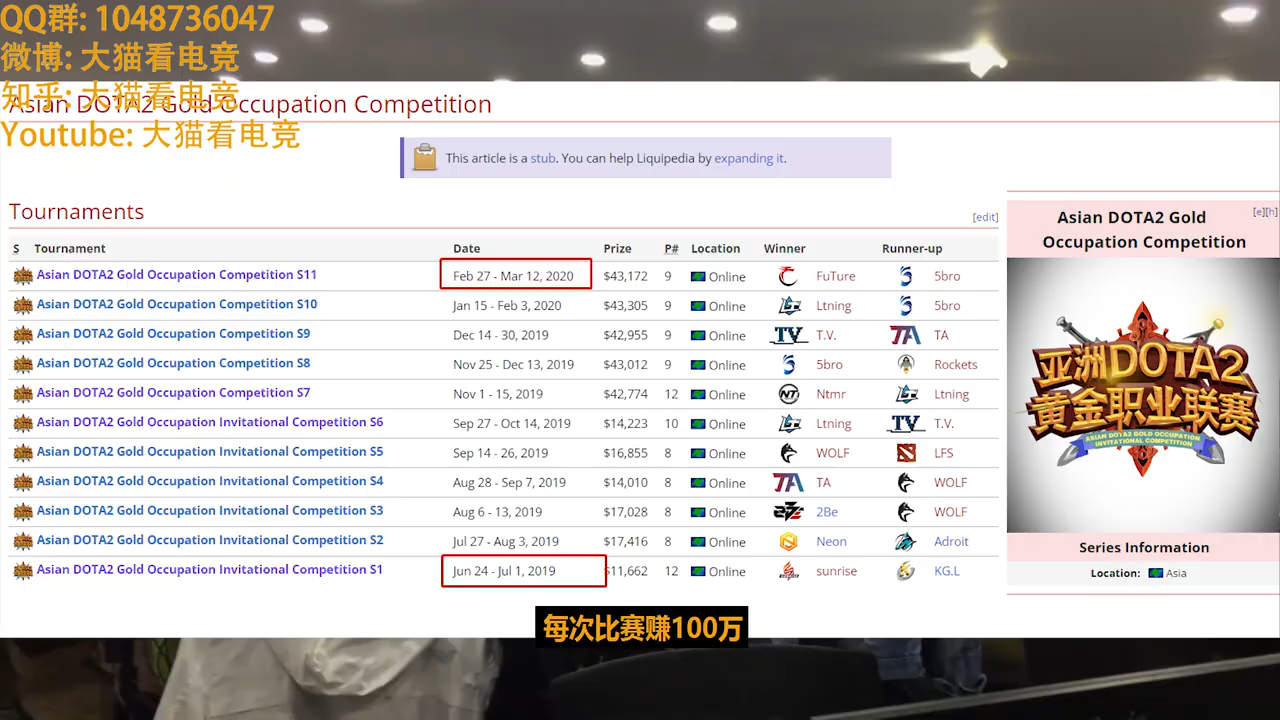 QQ群: 1048736047
微博: 大猫看电竞
知乎: 大猫看电竞
Asian DOTA2 Gold Occupation Competition
Youtube: 大猫看电竞
This article is a stub. You can help Liquipedia by expanding it.
Tournaments [edit]
S Tournament Date Prize P# Location Winner Runner-up
Asian DOTA2 Gold Occupation Competition S11 Feb 27 - Mar 12, 2020 $43,172 9 Online FuTure 5bro
Asian DOTA2 Gold Occupation Competition S10 Jan 15 - Feb 3, 2020 $43,305 9 Online Ltning 5bro
Asian DOTA2 Gold Occupation Competition S9 Dec 14 - 30, 2019 $42,955 9 Online TV T.V. TA TA
Asian DOTA2 Gold Occupation Competition S8 Nov 25 - Dec 13, 2019 $43,012 9 Online 5bro Rockets
Asian DOTA2 Gold Occupation Competition S7 Nov 1 - 15, 2019 $42,774 12 Online NT Ntmr Ltning
Asian DOTA2 Gold Occupation Invitational Competition S6 Sep 27 - Oct 14, 2019 $14,223 10 Online Ltning TV T.V.
Asian DOTA2 Gold Occupation Invitational Competition S5 Sep 14 - 26, 2019 $16,855 8 Online WOLF LFS
Asian DOTA2 Gold Occupation Invitational Competition S4 Aug 28 - Sep 7, 2019 $14,010 8 Online TA TA WOLF
Asian DOTA2 Gold Occupation Invitational Competition S3 Aug 6 - 13, 2019 $17,028 8 Online 2Be WOLF
Asian DOTA2 Gold Occupation Invitational Competition S2 Jul 27 - Aug 3, 2019 $17,416 8 Online Neon Adroit
Asian DOTA2 Gold Occupation Invitational Competition S1 Jun 24 - Jul 1, 2019 $11,662 12 Online sunrise KG.L
[e][h]
Asian DOTA2 Gold
Occupation Competition
亚洲DOTA2
黄金职业联赛
ASIAN DOTA2 GOLD OCCUPATION
INVITATIONAL COMPETITION
Series Information
Location: Asia
每次比赛赚100万